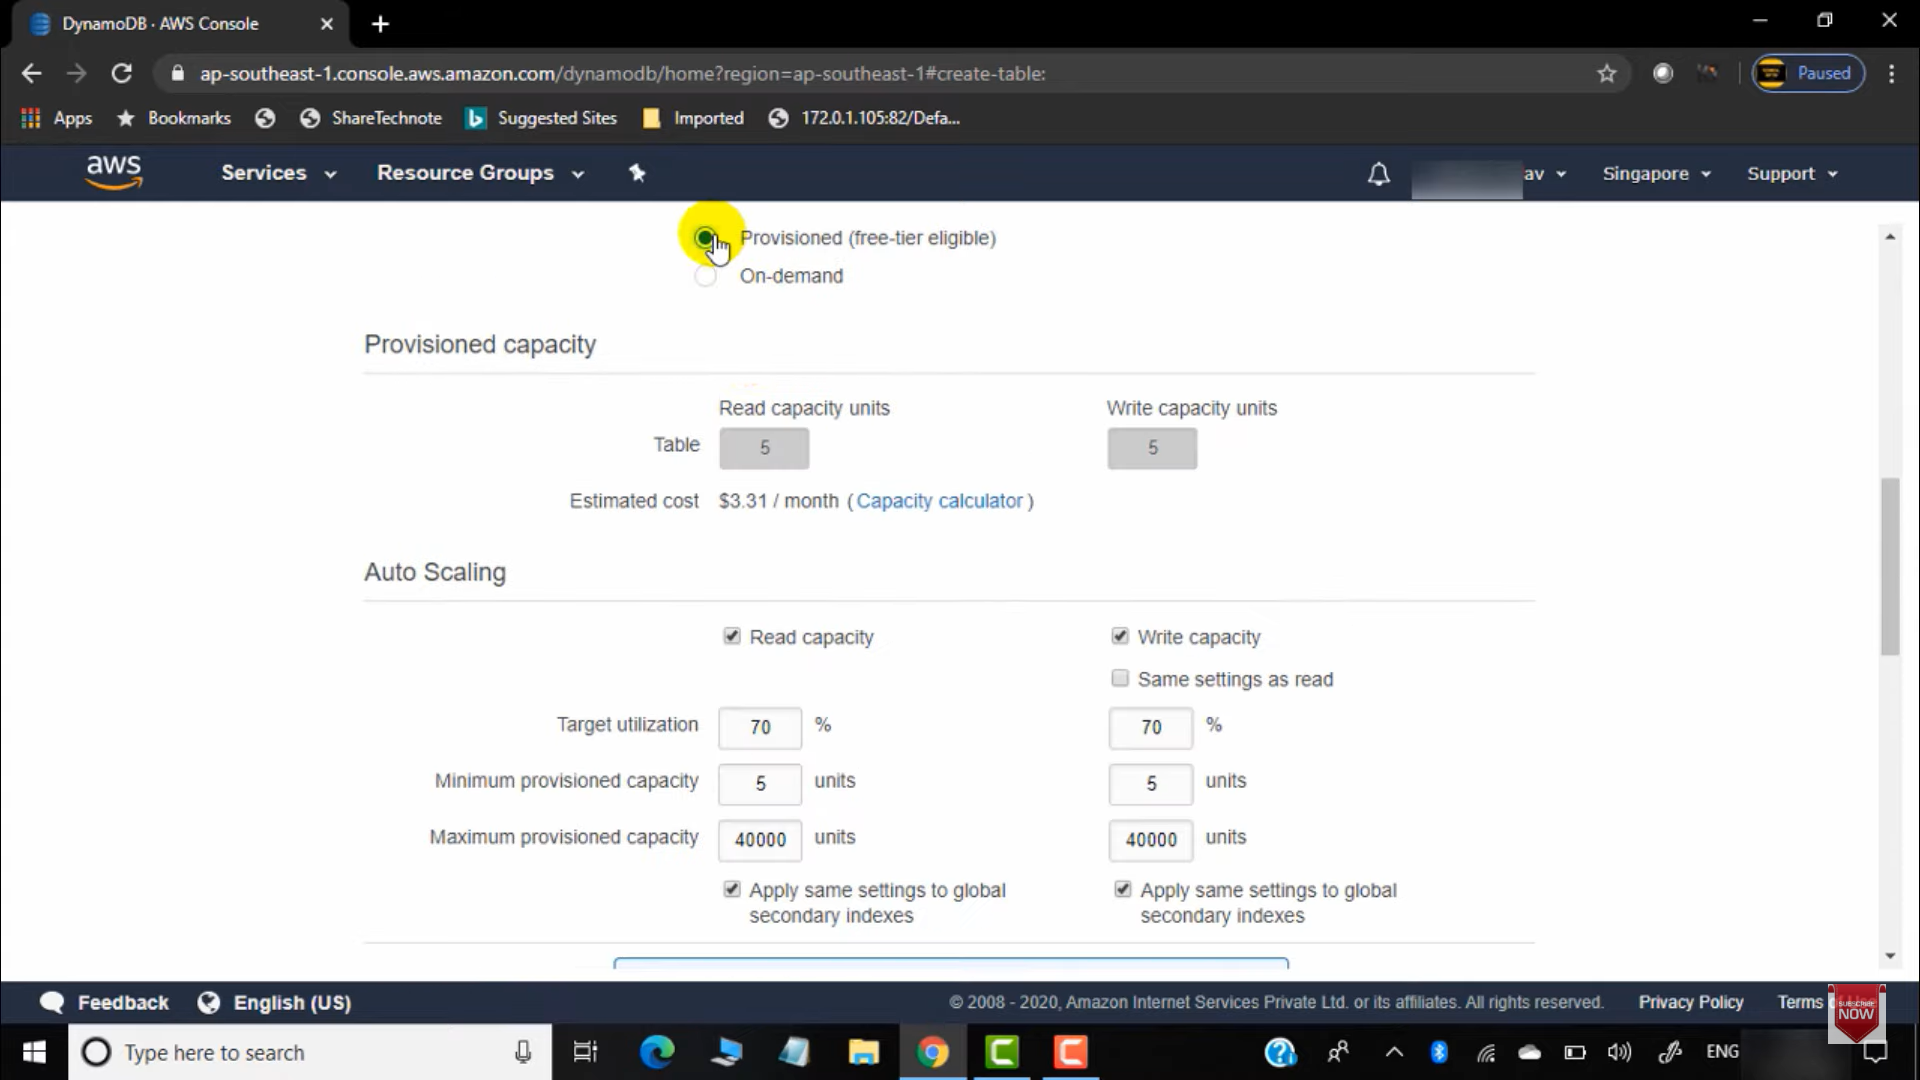 DynamoDB · AWS Console
ap-southeast-1.console.aws.amazon.com/dynamodb/home?region=ap-southeast-1#create-table:
Paused
Apps
Bookmarks
ShareTechnote
Suggested Sites
Imported
172.0.1.105:82/Defa...
aws
Services
Resource Groups
av
Singapore
Support
Provisioned (free-tier eligible)
On-demand
Provisioned capacity
Read capacity units
Write capacity units
Table
5
5
Estimated cost
$3.31 / month ( Capacity calculator )
Auto Scaling
Read capacity
Write capacity
Same settings as read
Target utilization
70 %
70 %
Minimum provisioned capacity
5 units
5 units
Maximum provisioned capacity
40000 units
40000 units
Apply same settings to global
secondary indexes
Apply same settings to global
secondary indexes
Feedback
English (US)
© 2008 - 2020, Amazon Internet Services Private Ltd. or its affiliates. All rights reserved.
Privacy Policy
Terms
SUBSCRIBE
NOW
Type here to search
ENG